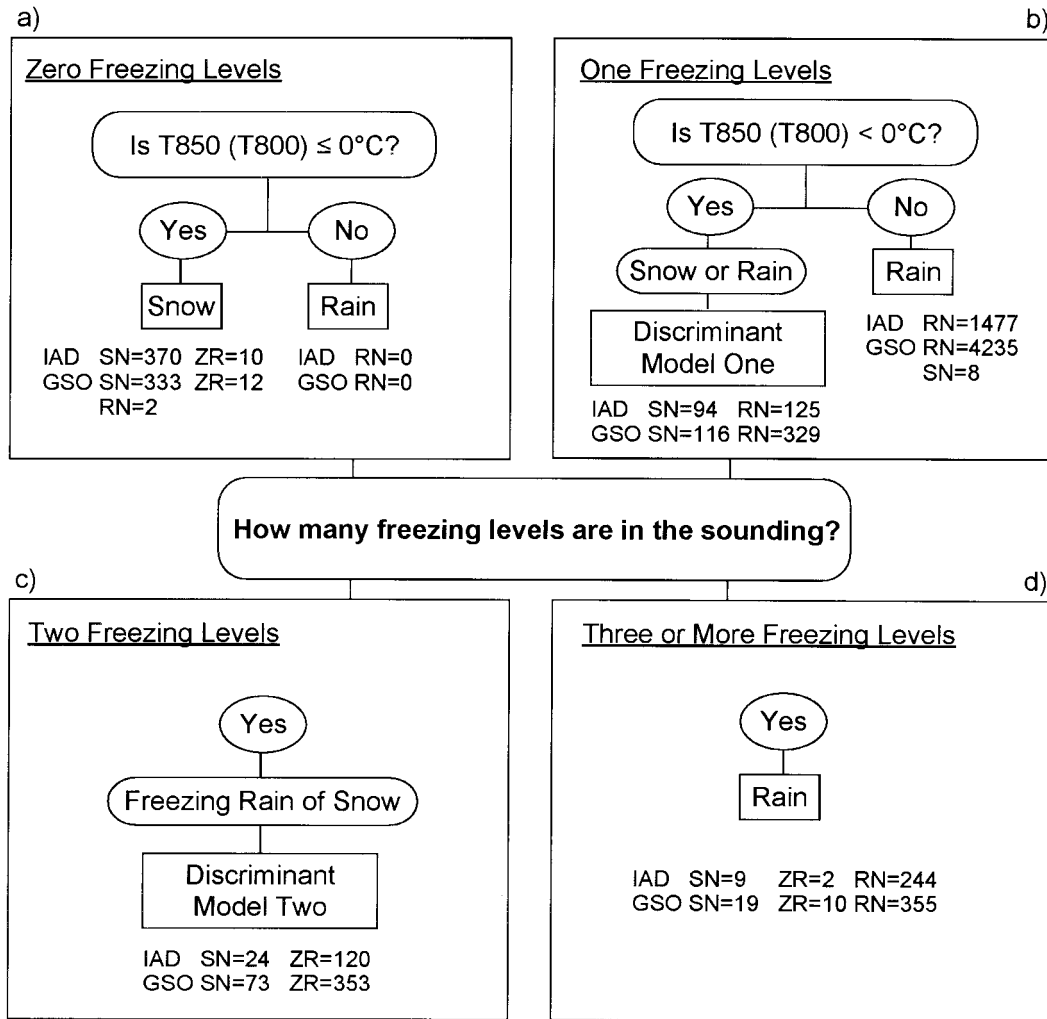 a)
Zero Freezing Levels
Is T850 (T800) ≤ 0°C?
Yes
No
Snow
Rain
IAD SN=370 ZR=10
GSO SN=333 ZR=12
RN=2
IAD RN=0
GSO RN=0
b)
One Freezing Levels
Is T850 (T800) < 0°C?
Yes
No
Snow or Rain
Rain
Discriminant
Model One
IAD RN=1477
GSO RN=4235
SN=8
IAD SN=94 RN=125
GSO SN=116 RN=329
How many freezing levels are in the sounding?
c)
Two Freezing Levels
Yes
Freezing Rain of Snow
Discriminant
Model Two
IAD SN=24 ZR=120
GSO SN=73 ZR=353
d)
Three or More Freezing Levels
Yes
Rain
IAD SN=9 ZR=2 RN=244
GSO SN=19 ZR=10 RN=355